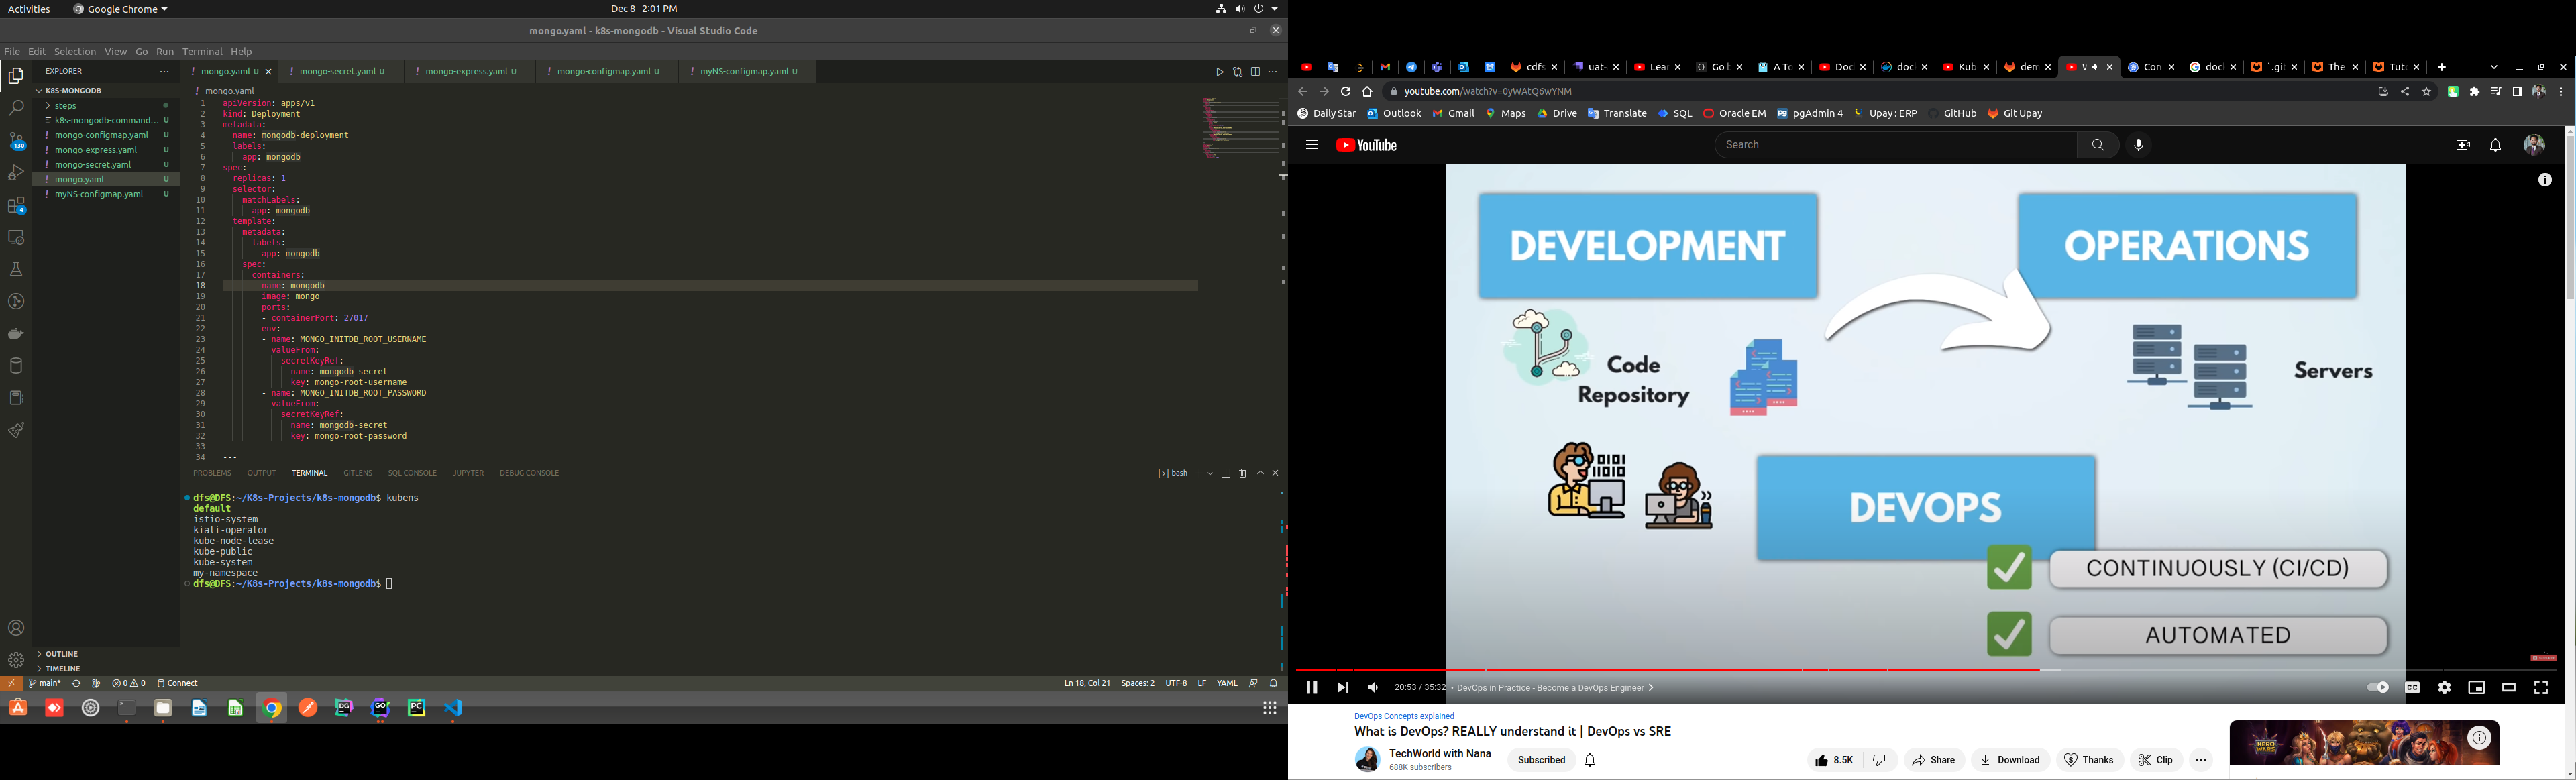 Activities
Google Chrome
Dec 8 2:01 PM
mongo.yaml - k8s-mongodb - Visual Studio Code
File Edit Selection View Go Run Terminal Help
EXPLORER
K8S-MONGODB
steps
k8s-mongodb-command... U
mongo-configmap.yaml U
mongo-express.yaml U
mongo-secret.yaml U
mongo.yaml U
myNS-configmap.yaml U
130
4
OUTLINE
TIMELINE
! mongo.yaml U
! mongo-secret.yaml U
! mongo-express.yaml U
! mongo-configmap.yaml U
! myNS-configmap.yaml U
! mongo.yaml
1 apiVersion: apps/v1
2 kind: Deployment
3 metadata:
4 name: mongodb-deployment
5 labels:
6 app: mongodb
7 spec:
8 replicas: 1
9 selector:
10 matchLabels:
11 app: mongodb
12 template:
13 metadata:
14 labels:
15 app: mongodb
16 spec:
17 containers:
18 - name: mongodb
19 image: mongo
20 ports:
21 - containerPort: 27017
22 env:
23 - name: MONGO_INITDB_ROOT_USERNAME
24 valueFrom:
25 secretKeyRef:
26 name: mongodb-secret
27 key: mongo-root-username
28 - name: MONGO_INITDB_ROOT_PASSWORD
29 valueFrom:
30 secretKeyRef:
31 name: mongodb-secret
32 key: mongo-root-password
33
34 ---
PROBLEMS OUTPUT TERMINAL GITLENS SQL CONSOLE JUPYTER DEBUG CONSOLE
bash
dfs@DFS:~/K8s-Projects/k8s-mongodb$ kubens
default
istio-system
kiali-operator
kube-node-lease
kube-public
kube-system
my-namespace
dfs@DFS:~/K8s-Projects/k8s-mongodb$
main* 0 0 Connect
Ln 18, Col 21 Spaces: 2 UTF-8 LF YAML
cdfs uat- Lear Go b A To Doc doc Kub dem Con doc `.git The Tuto
youtube.com/watch?v=0yWAtQ6wYNM
Daily Star Outlook Gmail Maps Drive Translate SQL Oracle EM pgAdmin 4 Upay: ERP GitHub Git Upay
YouTube
Search
DEVELOPMENT
OPERATIONS
Code
Repository
Servers
DEVOPS
CONTINUOUSLY (CI/CD)
AUTOMATED
20:53 / 35:32 • DevOps in Practice - Become a DevOps Engineer
DevOps Concepts explained
What is DevOps? REALLY understand it | DevOps vs SRE
TechWorld with Nana
688K subscribers
Subscribed
8.5K
Share
Download
Thanks
Clip
HERO WARS